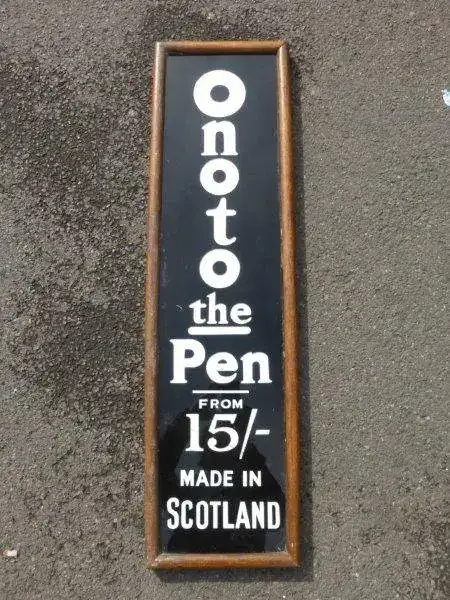 Onoto
the
Pen
FROM
15/-
MADE IN
SCOTLAND